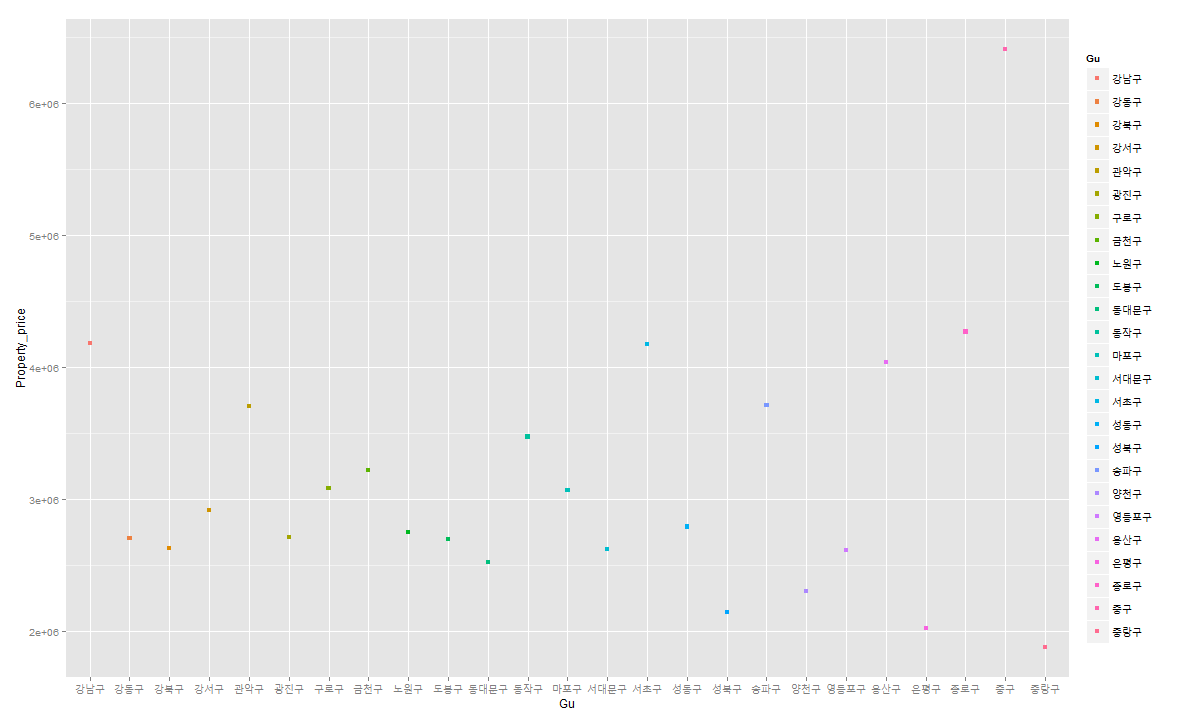 Gu
강남구
강동구
강북구
강서구
관악구
광진구
구로구
금천구
노원구
도봉구
동대문구
동작구
마포구
서대문구
서초구
성동구
성북구
송파구
양천구
영등포구
용산구
은평구
종로구
중구
중랑구
6e+06
5e+06
4e+06
3e+06
2e+06
Property_price
강남구 강동구 강북구 강서구 관악구 광진구 구로구 금천구 노원구 도봉구 동대문구 동작구 마포구 서대문구 서초구 성동구 성북구 송파구 양천구 영등포구 용산구 은평구 종로구 중구 중랑구
Gu